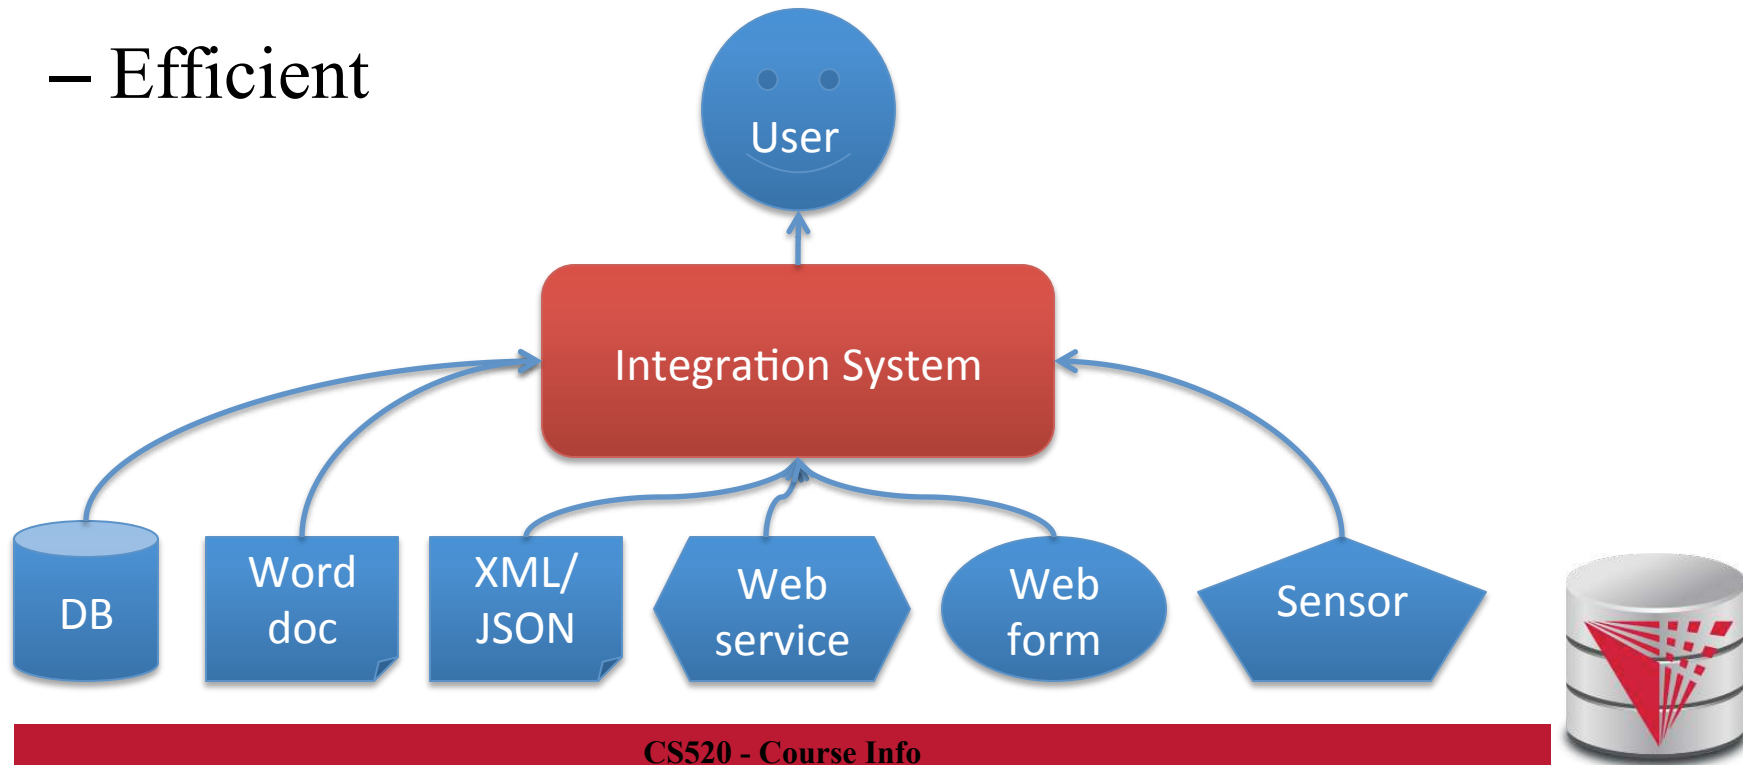 – Efficient
User
Integration System
DB
Word
doc
XML/
JSON
Web
service
Web
form
Sensor
CS520 - Course Info